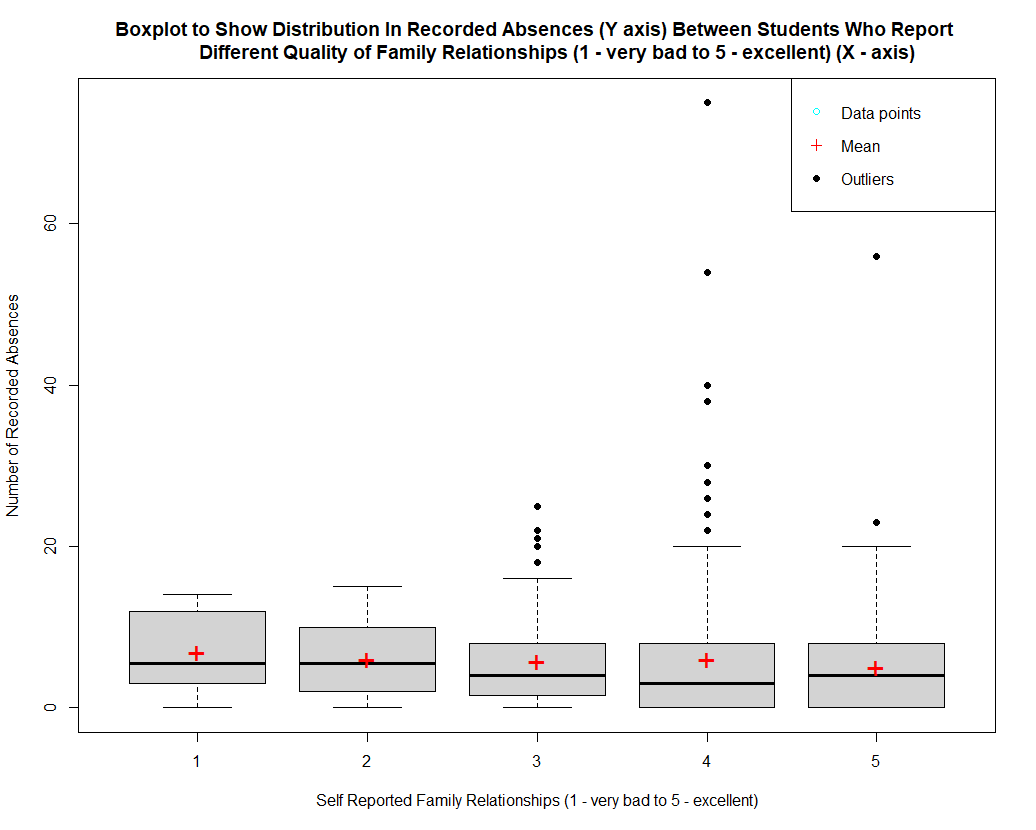 Boxplot to Show Distribution In Recorded Absences (Y axis) Between Students Who Report
Different Quality of Family Relationships (1 - very bad to 5 - excellent) (X - axis)
Data points
Mean
Outliers
Number of Recorded Absences
60
40
20
0
1 2 3 4 5
Self Reported Family Relationships (1 - very bad to 5 - excellent)